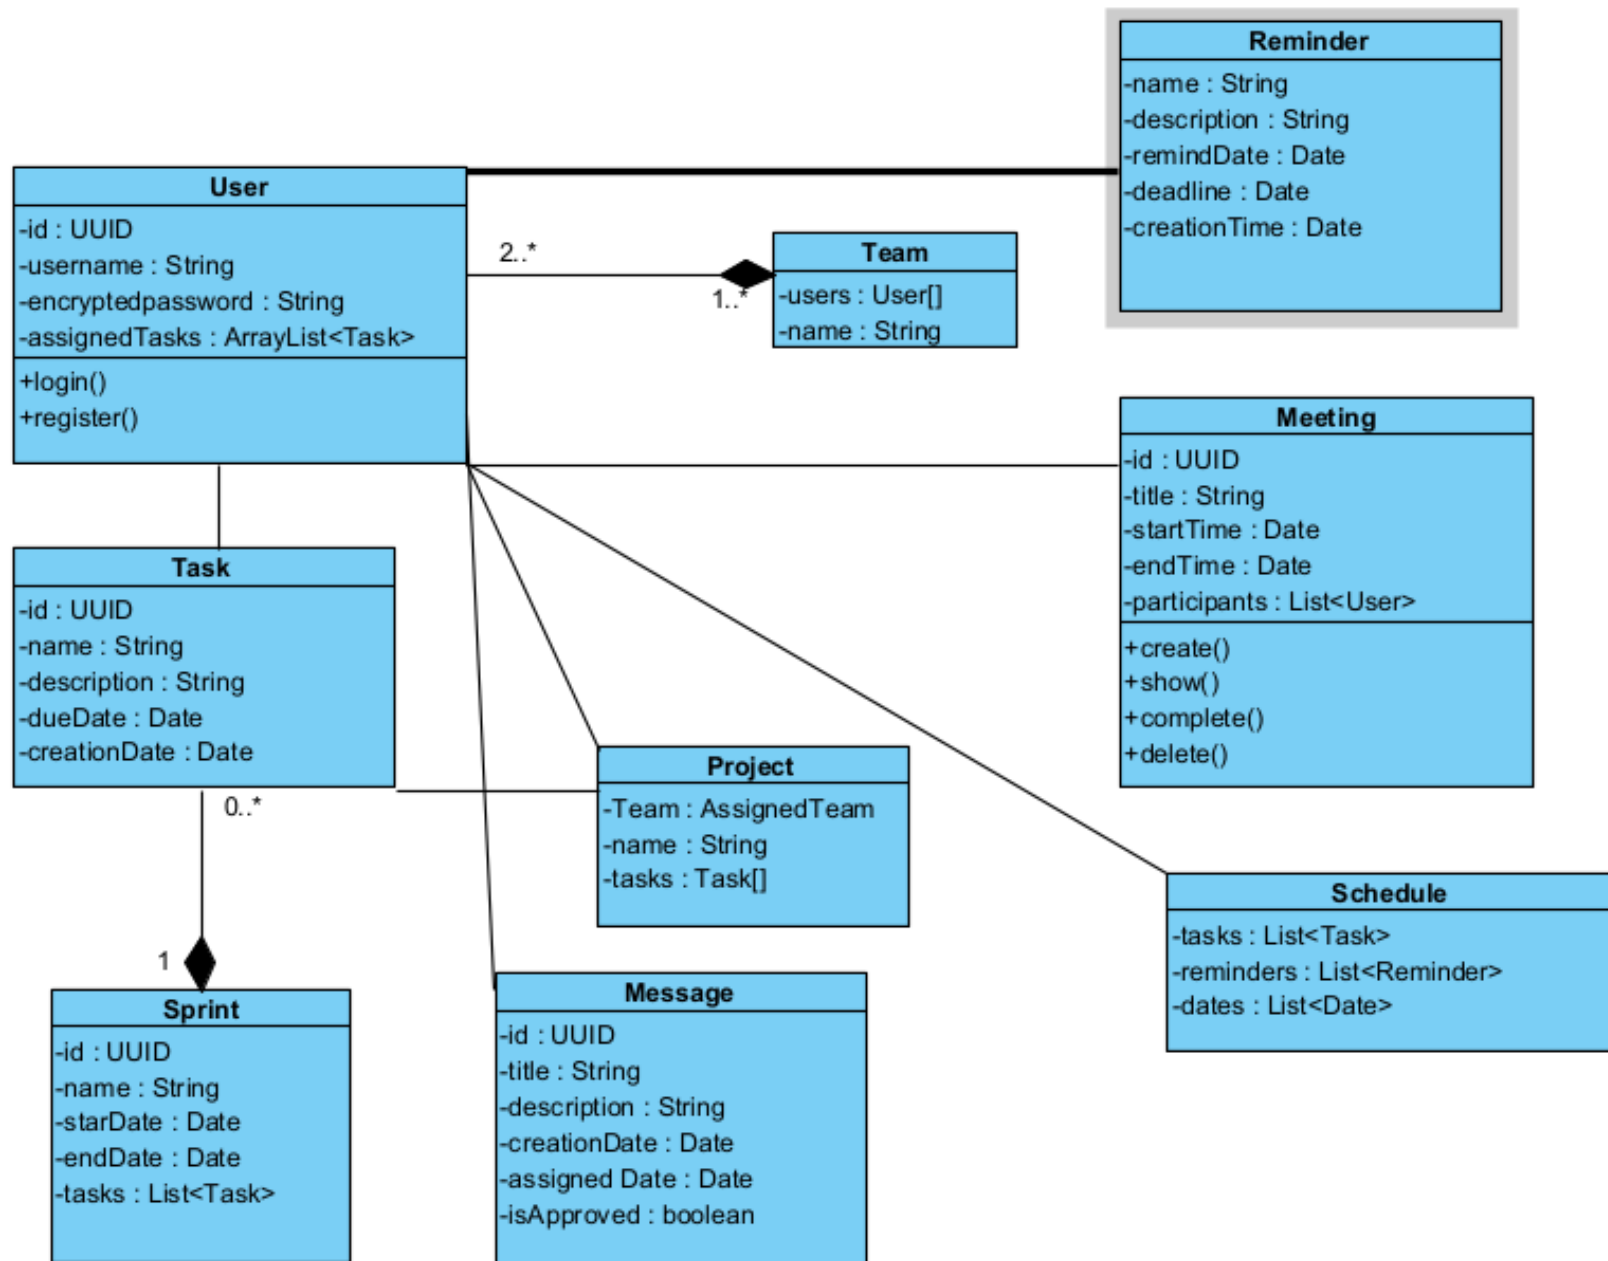 Reminder
-name : String
-description : String
-remindDate : Date
-deadline : Date
-creationTime : Date
User
-id : UUID
-username : String
-encryptedpassword : String
-assignedTasks : ArrayList<Task>
+login()
+register()
2..*
1..*
Team
-users : User[]
-name : String
Meeting
-id : UUID
-title : String
-startTime : Date
-endTime : Date
-participants : List<User>
+create()
+show()
+complete()
+delete()
Task
-id : UUID
-name : String
-description : String
-dueDate : Date
-creationDate : Date
0..*
1
Project
-Team : AssignedTeam
-name : String
-tasks : Task[]
Schedule
-tasks : List<Task>
-reminders : List<Reminder>
-dates : List<Date>
Sprint
-id : UUID
-name : String
-starDate : Date
-endDate : Date
-tasks : List<Task>
Message
-id : UUID
-title : String
-description : String
-creationDate : Date
-assigned Date : Date
-isApproved : boolean